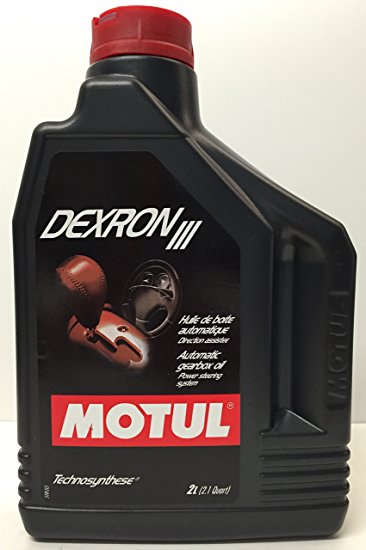 DEXRON III
Huile de boîte
automatique
Direction assistée
Automatic
gearbox oil
Power steering
system
MOTUL®
Technosynthese®
2l (2.1 Quart)
MOTUL